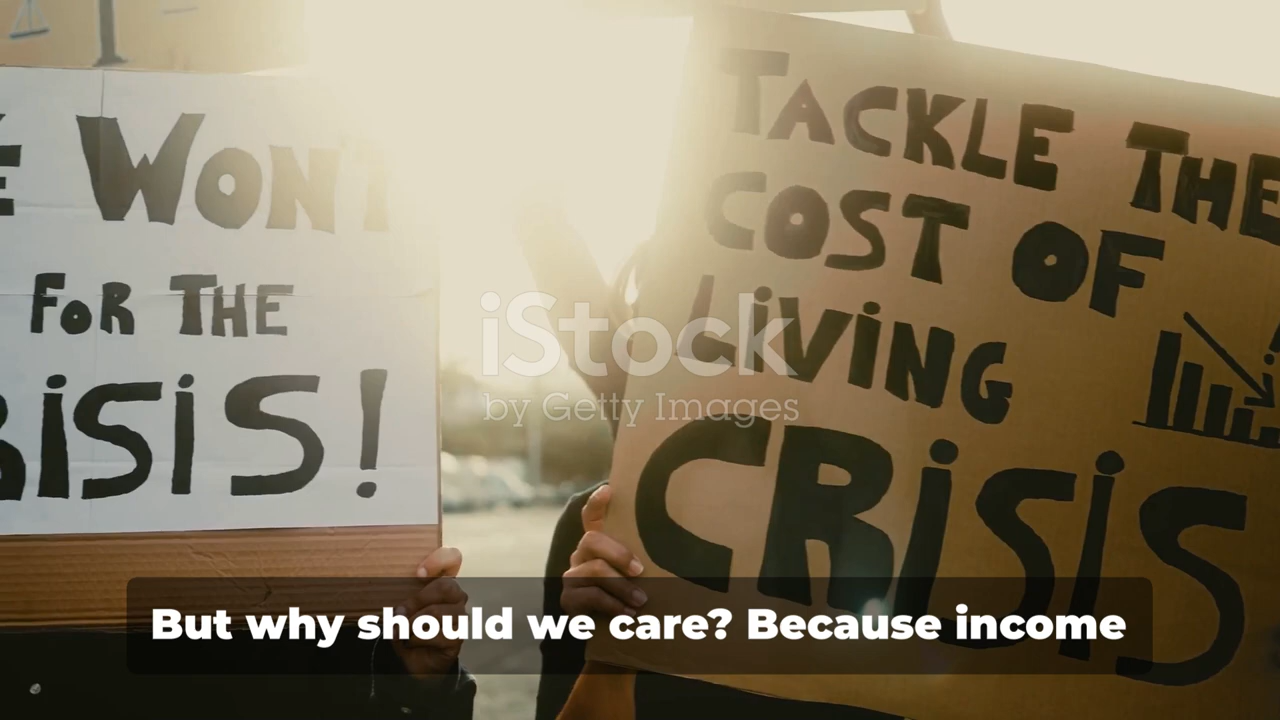 WON'T
FOR THE
CRISIS!
TACKLE THE
COST OF
LIVING
CRISIS
iStock
by Getty Images
But why should we care? Because income